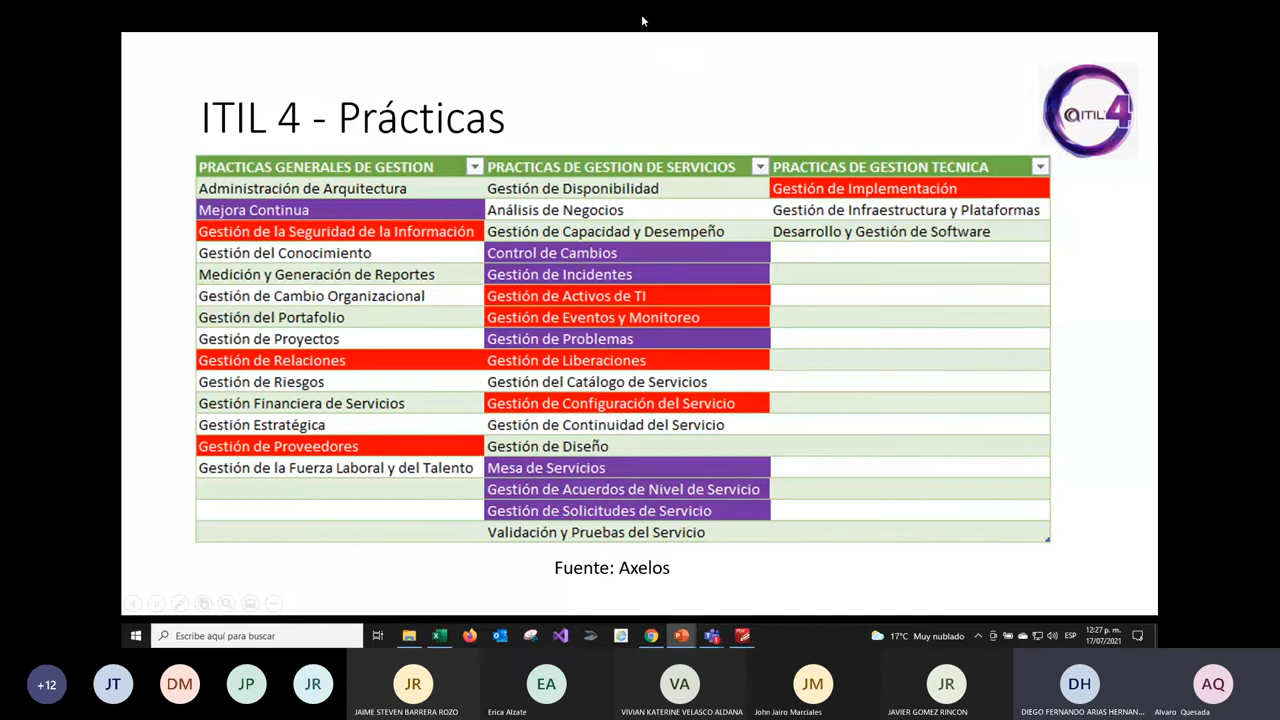 ITIL 4 - Prácticas
ITIL 4
PRACTICAS GENERALES DE GESTION PRACTICAS DE GESTION DE SERVICIOS PRACTICAS DE GESTION TECNICA
Administración de Arquitectura Gestión de Disponibilidad Gestión de Implementación
Mejora Continua Análisis de Negocios Gestión de Infraestructura y Plataformas
Gestión de la Seguridad de la Información Gestión de Capacidad y Desempeño Desarrollo y Gestión de Software
Gestión del Conocimiento Control de Cambios
Medición y Generación de Reportes Gestión de Incidentes
Gestión de Cambio Organizacional Gestión de Activos de TI
Gestión del Portafolio Gestión de Eventos y Monitoreo
Gestión de Proyectos Gestión de Problemas
Gestión de Relaciones Gestión de Liberaciones
Gestión de Riesgos Gestión del Catálogo de Servicios
Gestión Financiera de Servicios Gestión de Configuración del Servicio
Gestión Estratégica Gestión de Continuidad del Servicio
Gestión de Proveedores Gestión de Diseño
Gestión de la Fuerza Laboral y del Talento Mesa de Servicios
Gestión de Acuerdos de Nivel de Servicio
Gestión de Solicitudes de Servicio
Validación y Pruebas del Servicio
Fuente: Axelos
Escribe aquí para buscar 17°C Muy nublado ESP 12:27 p. m.
17/07/2021
+12 JT DM JP JR JR EA VA JM JR DH AQ
JAIME STEVEN BARRERA ROZO Erica Alzate VIVIAN KATERINE VELASCO ALDANA John Jairo Marciales JAVIER GOMEZ RINCON DIEGO FERNANDO ARIAS HERNAN... Alvaro Quesada